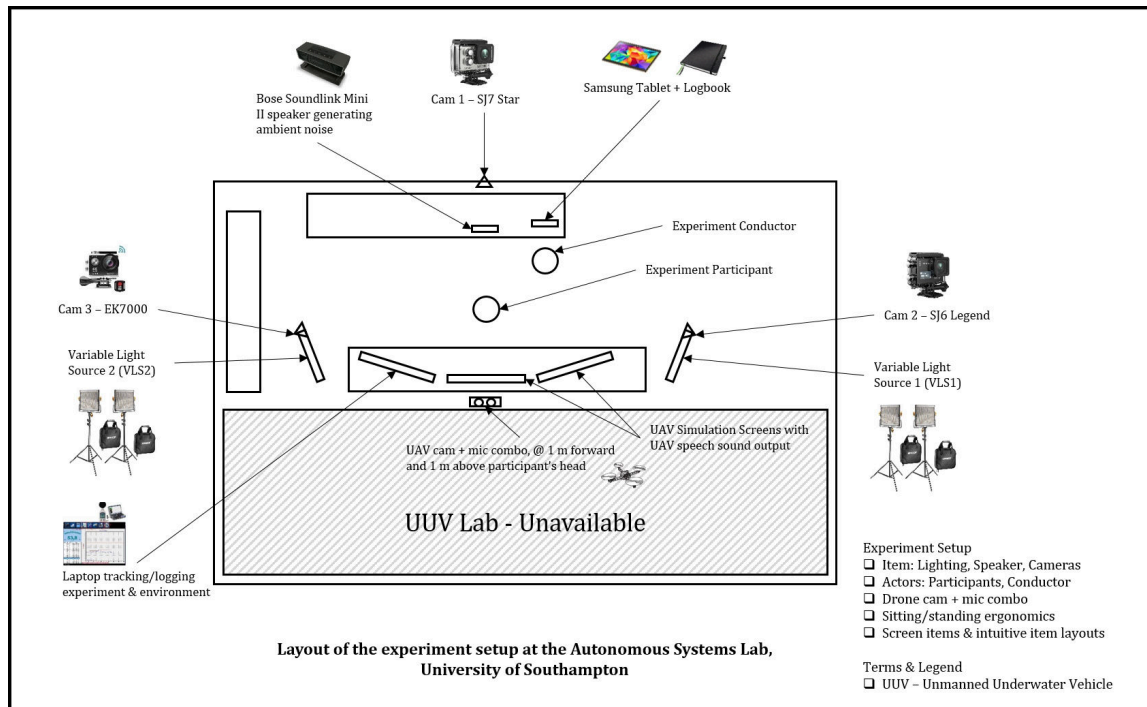 Bose Soundlink Mini
II speaker generating
ambient noise
Cam 1 – SJ7 Star
Samsung Tablet + Logbook
Experiment Conductor
Experiment Participant
Cam 3 – EK7000
Cam 2 – SJ6 Legend
Variable Light
Source 2 (VLS2)
Variable Light
Source 1 (VLS1)
UAV cam + mic combo, @ 1 m forward
and 1 m above participant's head
UAV Simulation Screens with
UAV speech sound output
UUV Lab - Unavailable
Laptop tracking/logging
experiment & environment
Experiment Setup
❑ Item: Lighting, Speaker, Cameras
❑ Actors: Participants, Conductor
❑ Drone cam + mic combo
❑ Sitting/standing ergonomics
❑ Screen items & intuitive item layouts
Terms & Legend
❑ UUV – Unmanned Underwater Vehicle
Layout of the experiment setup at the Autonomous Systems Lab,
University of Southampton